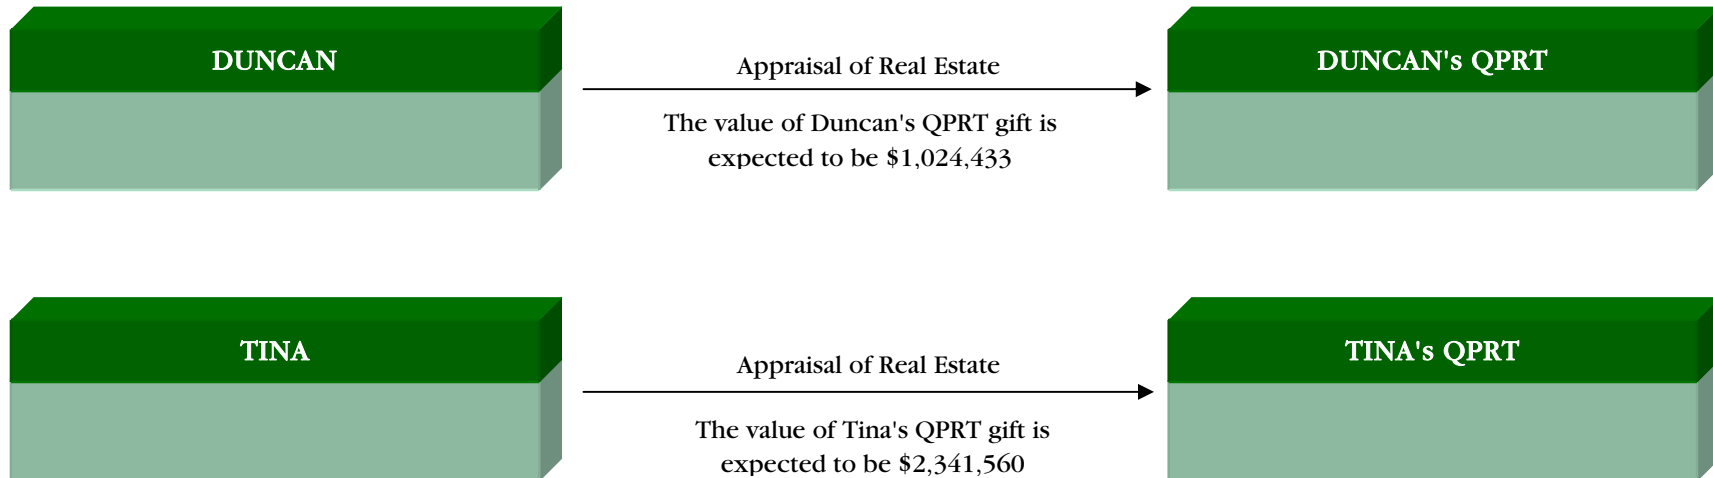 DUNCAN
Appraisal of Real Estate
The value of Duncan's QPRT gift is
expected to be $1,024,433
DUNCAN's QPRT
TINA
Appraisal of Real Estate
The value of Tina's QPRT gift is
expected to be $2,341,560
TINA's QPRT